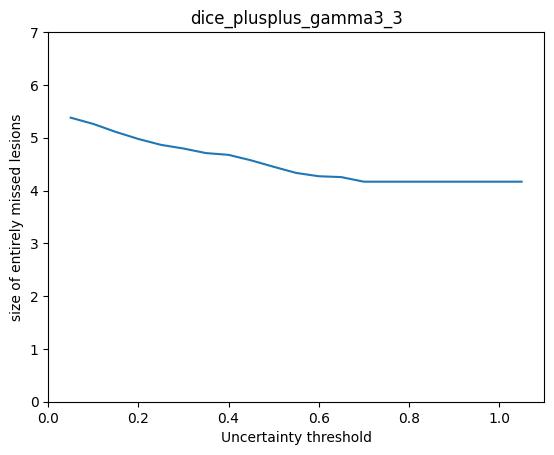 dice_plusplus_gamma3_3
7
6
5
4
3
2
1
0
size of entirely missed lesions
0.0 0.2 0.4 0.6 0.8 1.0
Uncertainty threshold